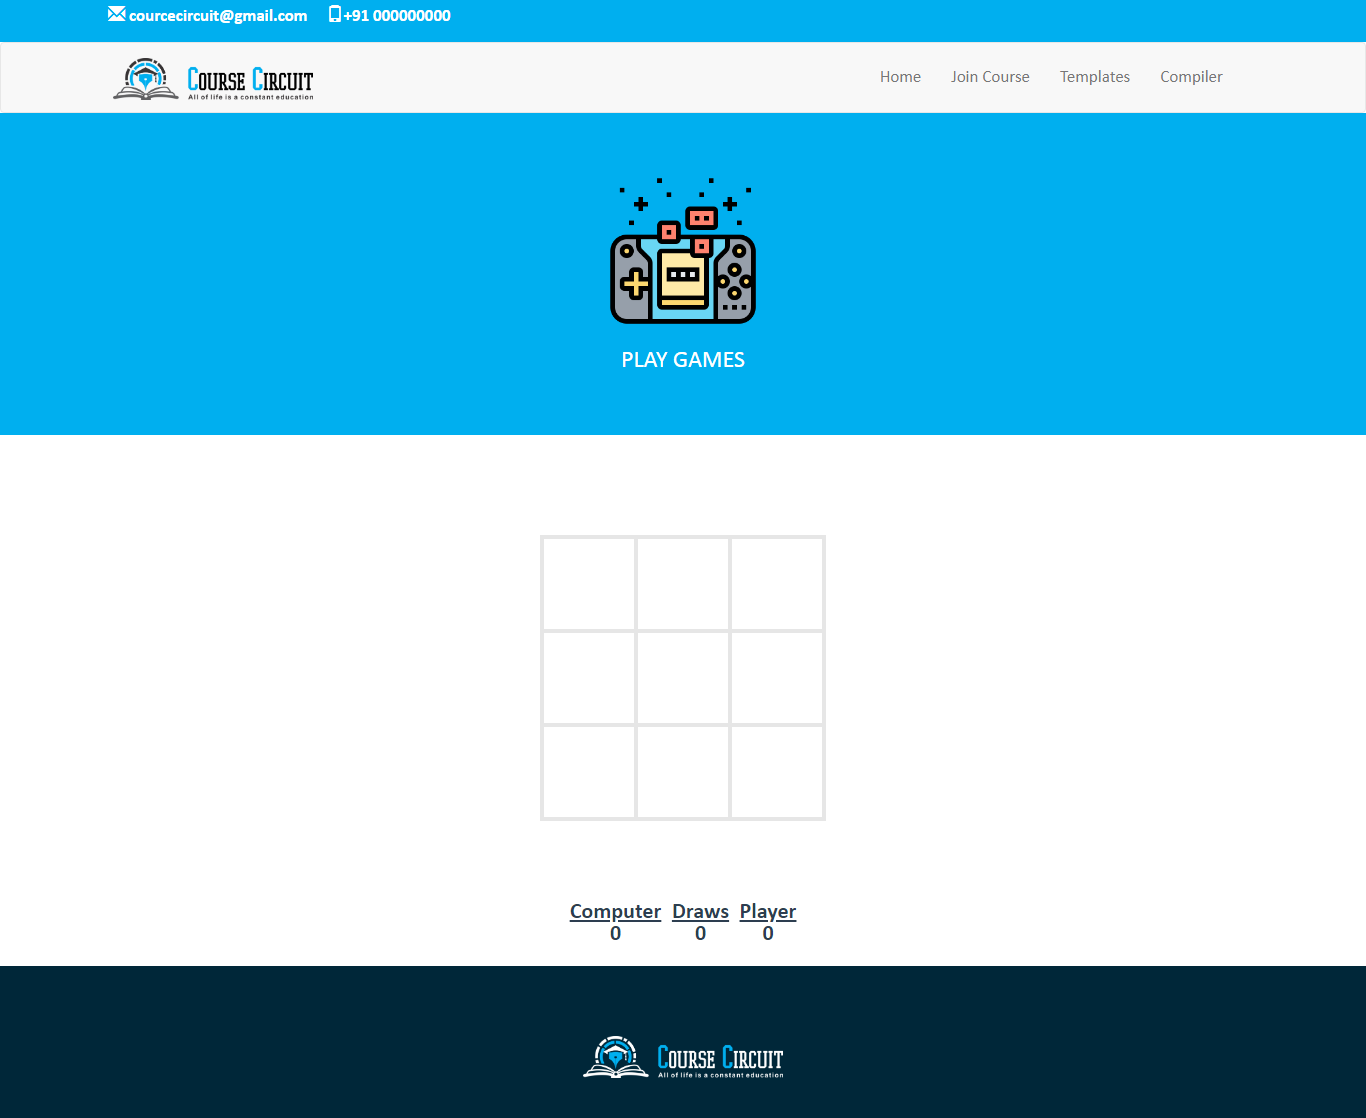 courcecircuit@gmail.com +91 000000000
COURSE CIRCUIT
All of life is a constant education
Home Join Course Templates Compiler
PLAY GAMES
Computer Draws Player
0 0 0
COURSE CIRCUIT
All of life is a constant education